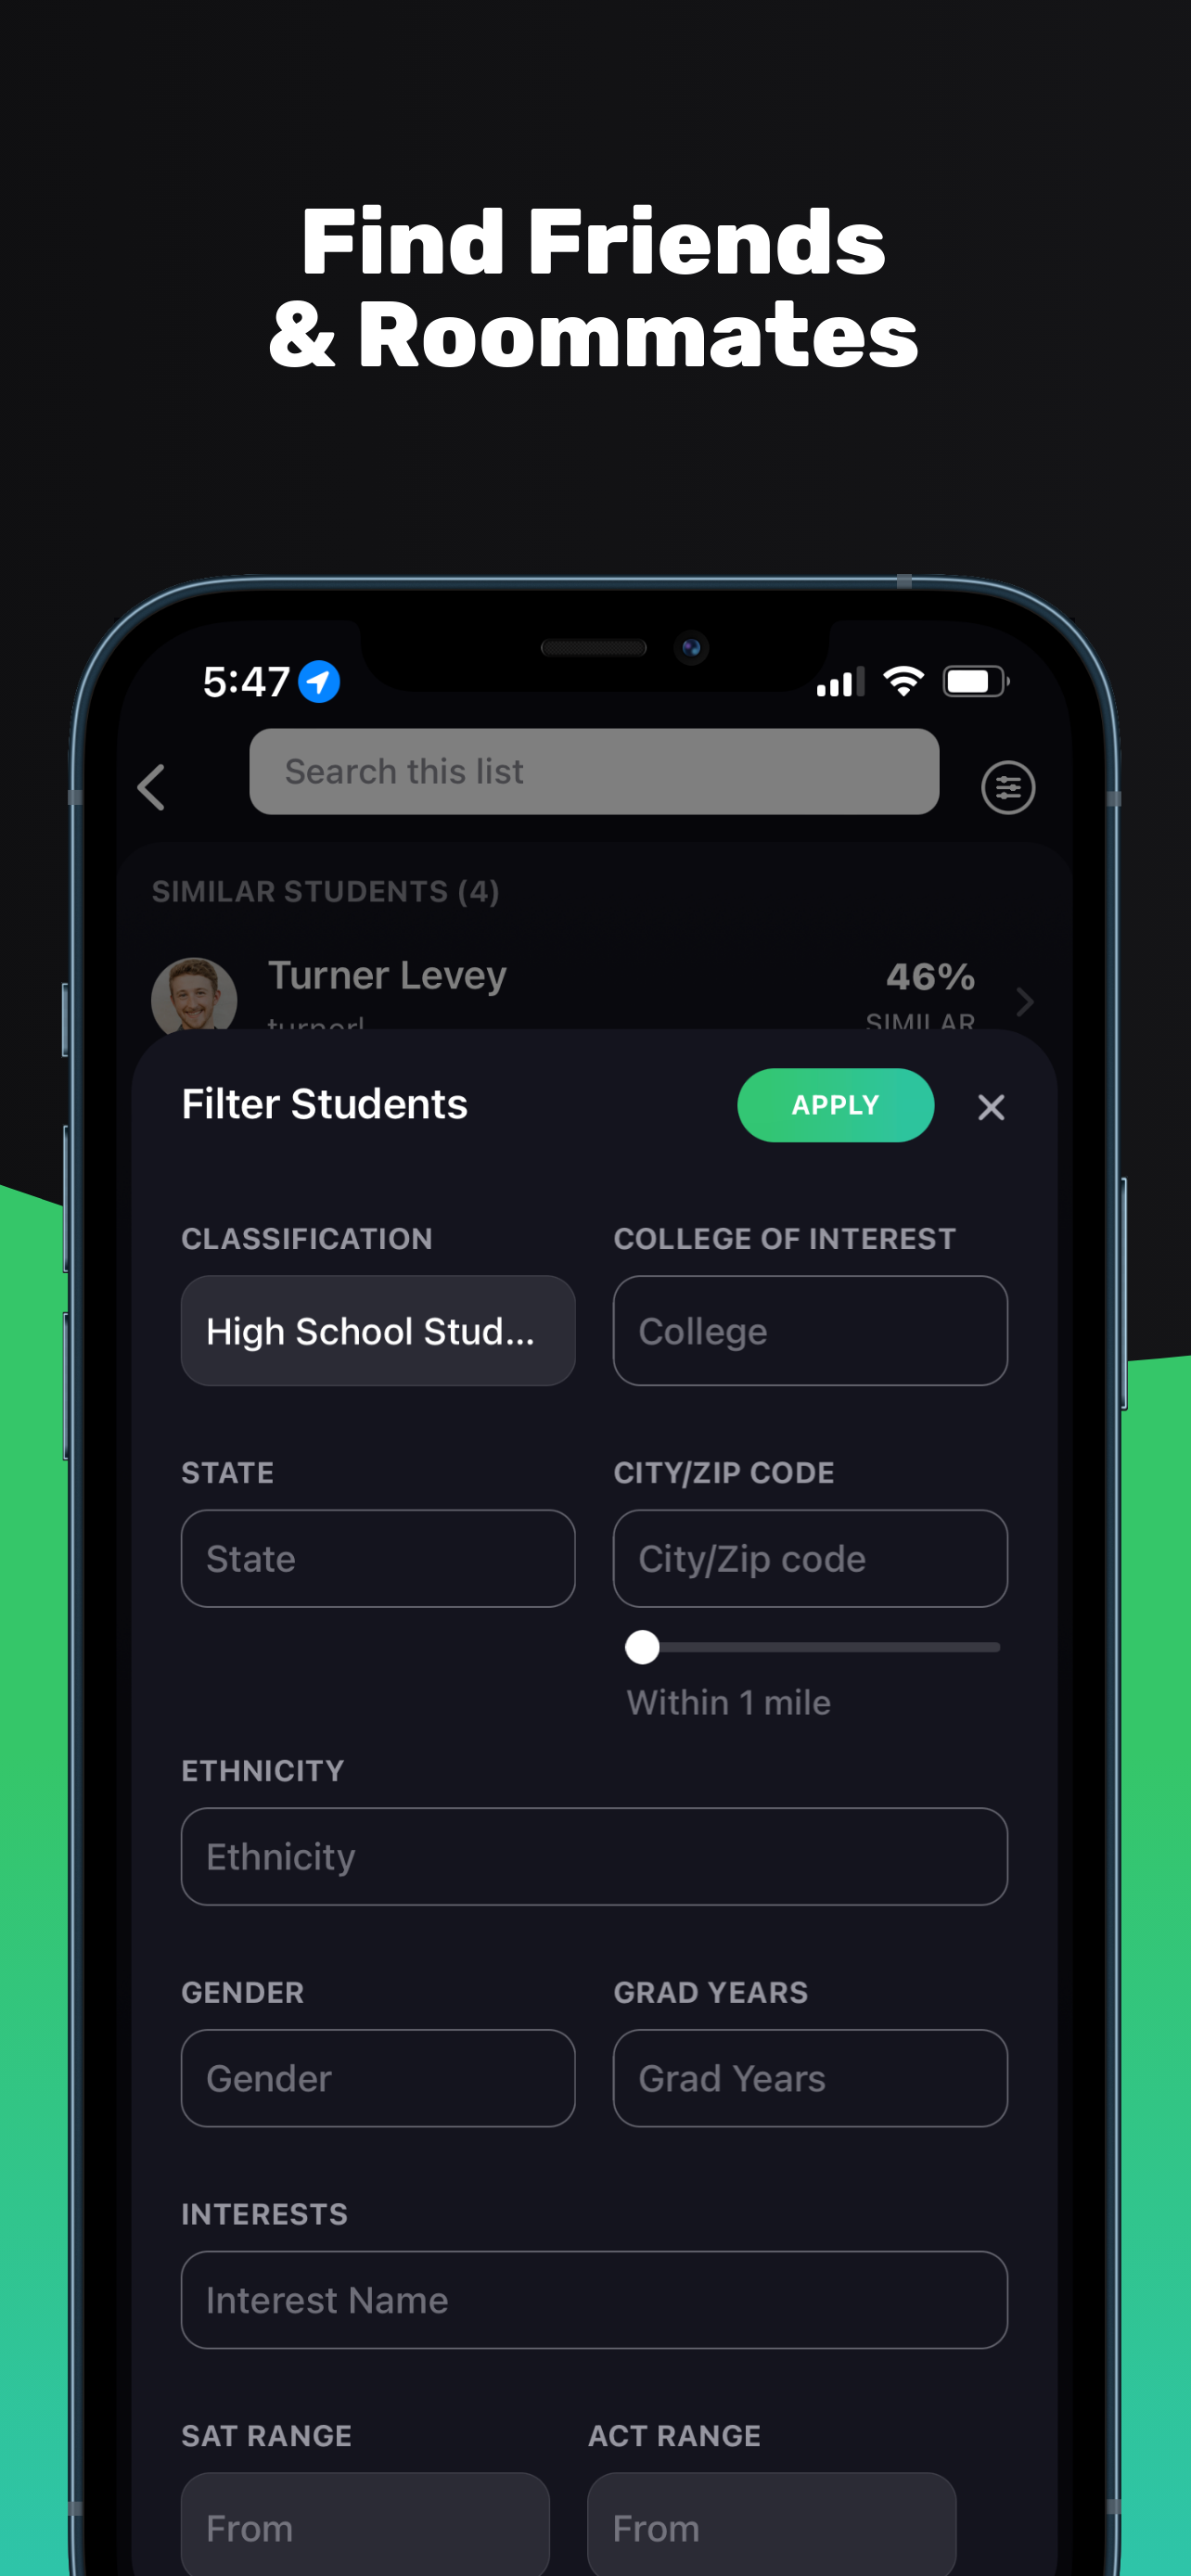 Find Friends
& Roommates
5:47
Search this list
SIMILAR STUDENTS (4)
Turner Levey
46%
turnerl
SIMILAR
Filter Students
APPLY
CLASSIFICATION
COLLEGE OF INTEREST
High School Stud...
College
STATE
CITY/ZIP CODE
State
City/Zip code
Within 1 mile
ETHNICITY
Ethnicity
GENDER
GRAD YEARS
Gender
Grad Years
INTERESTS
Interest Name
SAT RANGE
ACT RANGE
From
From